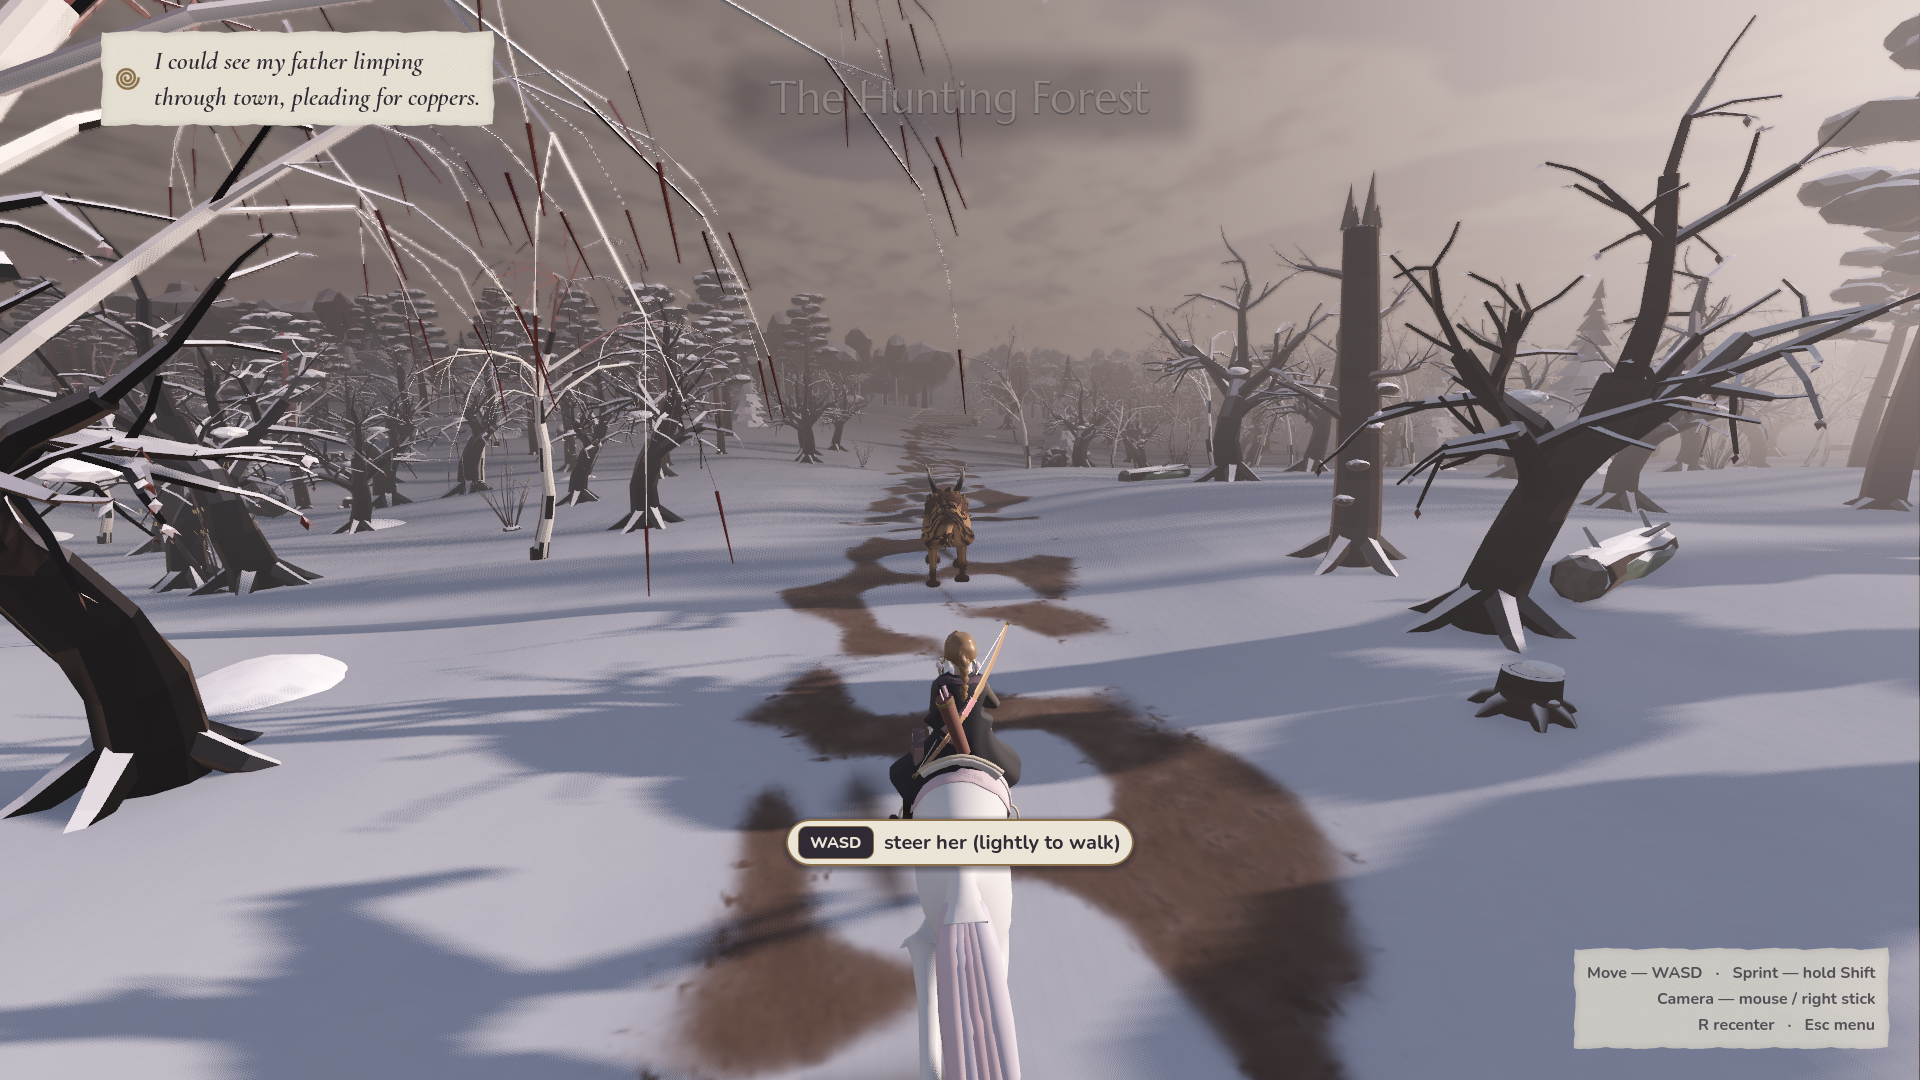 I could see my father limping
through town, pleading for coppers.
The Hunting Forest
WASD steer her (lightly to walk)
Move — WASD · Sprint — hold Shift
Camera — mouse / right stick
R recenter · Esc menu